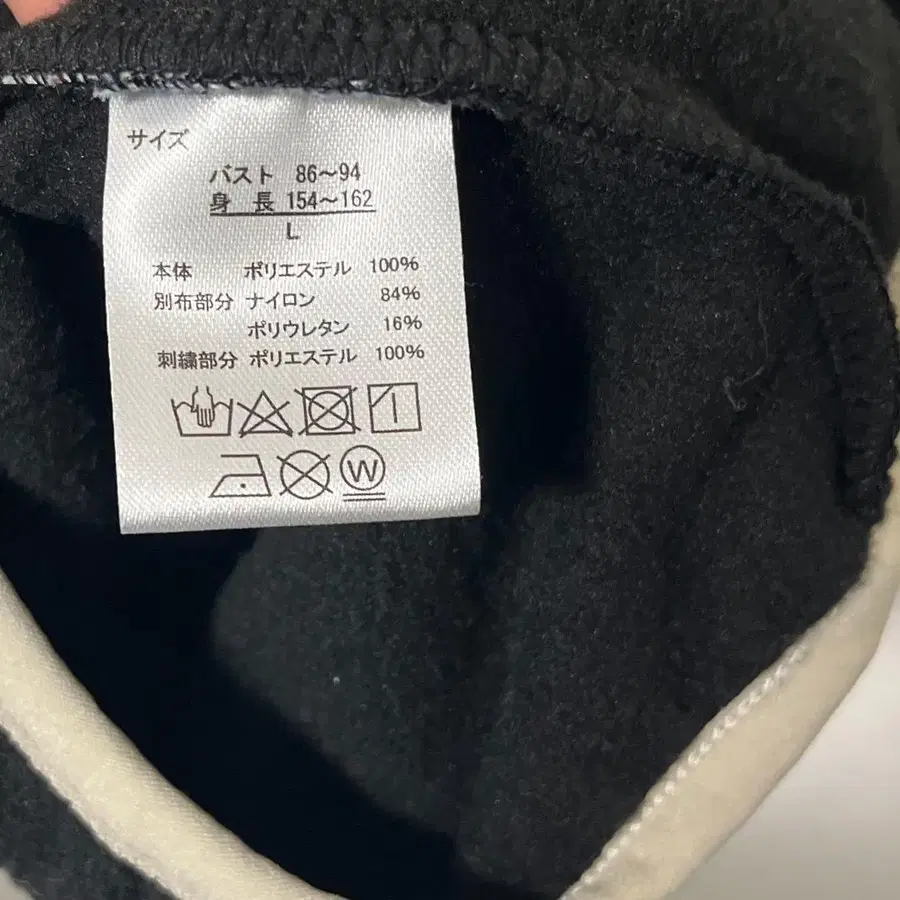 サイズ
バスト 86〜94
身 長 154〜162
L
本体 ポリエステル 100%
別布部分 ナイロン 84%
ポリウレタン 16%
刺繍部分 ポリエステル 100%
W